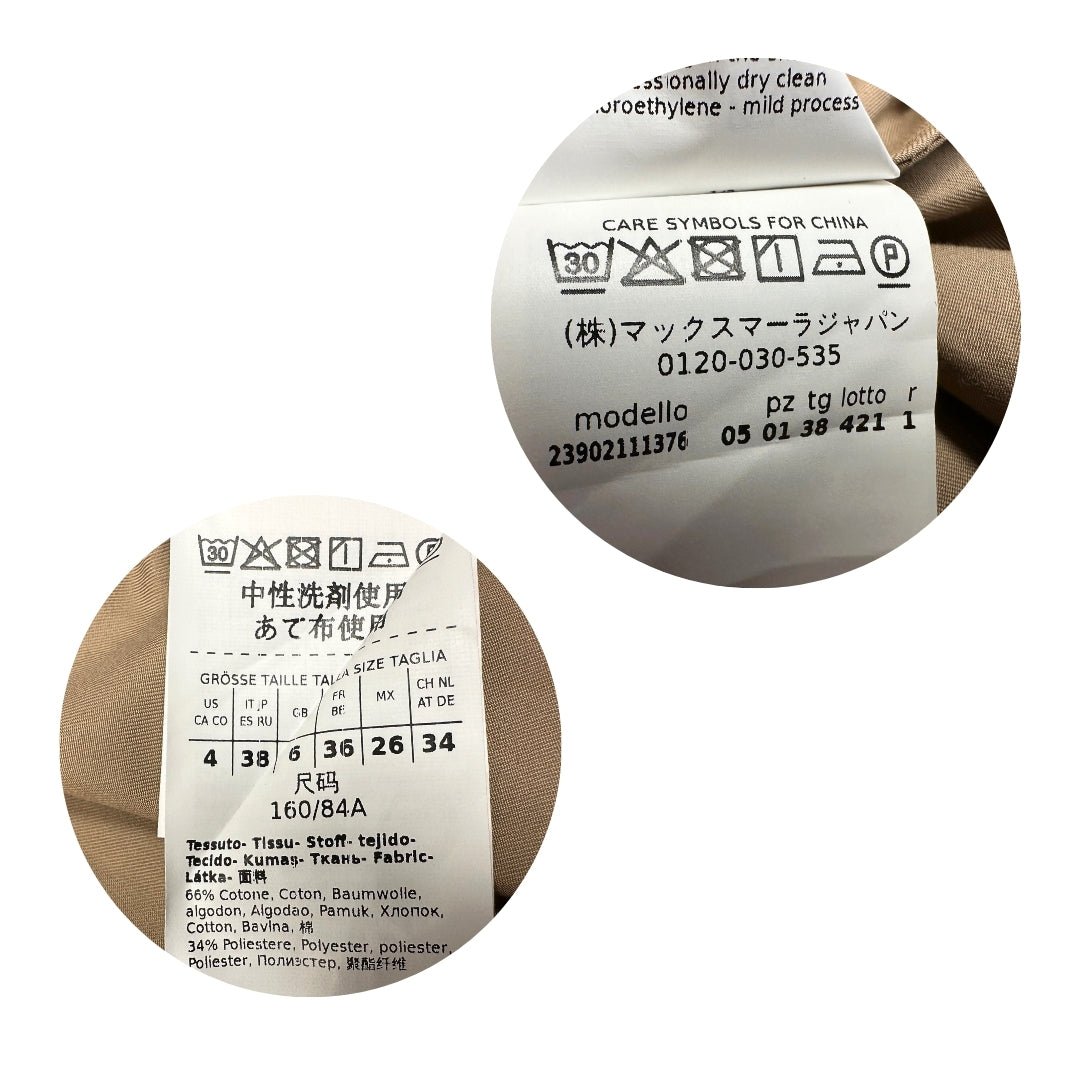 dry clean
- mild process
CARE SYMBOLS FOR CHINA
30 P
(株)マックスマーラジャパン
0120-030-535
modello pz tg lotto r
23902111376 05 01 38 421 1
30
中性洗剤使用
あて布使用
GRÖSSE TAILLE SIZE TAGLIA
US IT JP GB FR MX CH NL
CA CO ES RU BE AT DE
4 38 6 36 26 34
尺码
160/84A
Tessuto- Tissu- Stoff- tejido-
Tecido- Kumaş- Ткань- Fabric-
Látka- 面料
66% Cotone, Coton, Baumwolle,
algodon, Algodao, Pamuk, Хлопок,
Cotton, Bavlna, 棉
34% Poliestere, Polyester, poliester,
Poliester, Полиэстер, 聚酯纤维